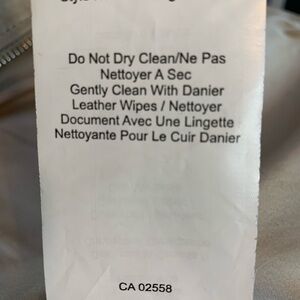 Do Not Dry Clean/Ne Pas
Nettoyer A Sec
Gently Clean With Danier
Leather Wipes / Nettoyer
Document Avec Une Lingette
Nettoyante Pour Le Cuir Danier
CA 02558